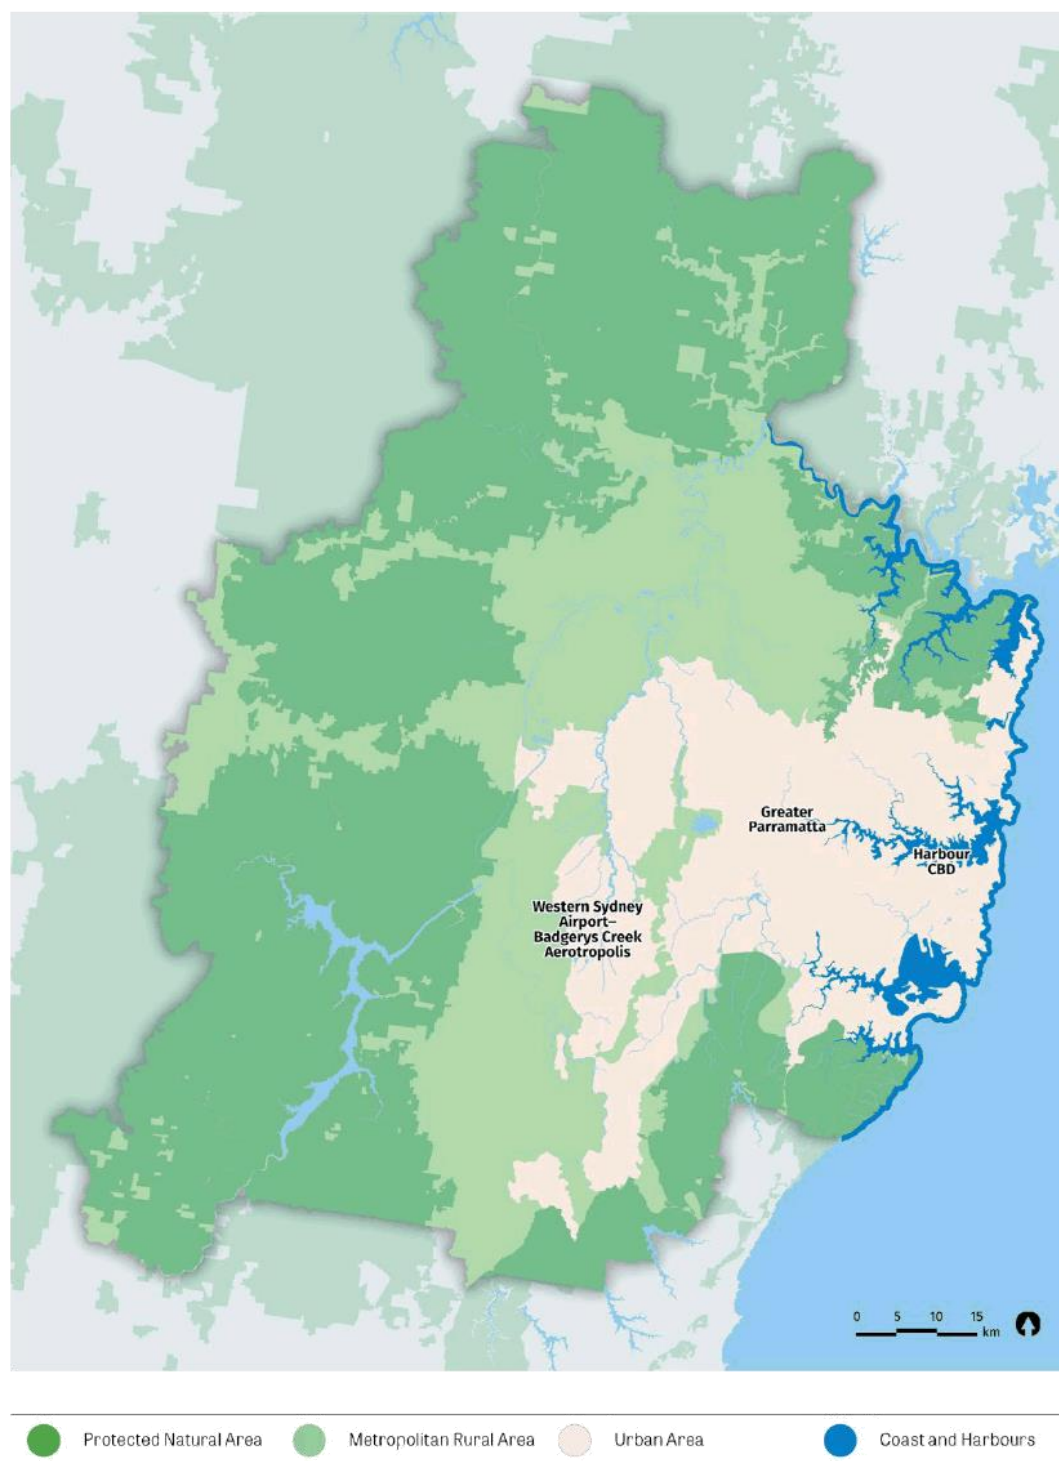 Greater
Parramatta
Harbour
CBD
Western Sydney
Airport–
Badgerys Creek
Aerotropolis
0 5 10 15
km
Protected Natural Area
Metropolitan Rural Area
Urban Area
Coast and Harbours